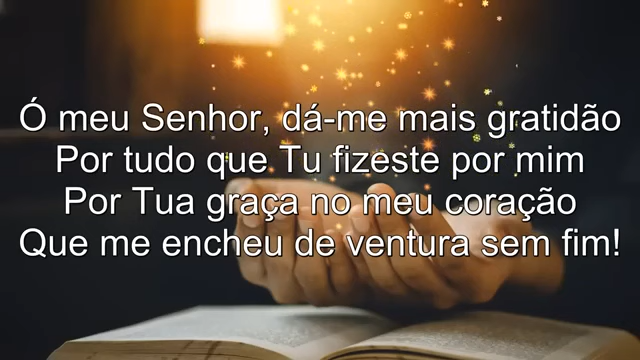 Ó meu Senhor, dá-me mais gratidão
Por tudo que Tu fizeste por mim
Por Tua graça no meu coração
Que me encheu de ventura sem fim!